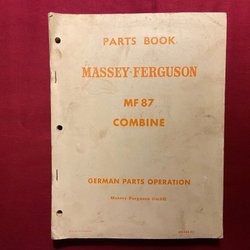 PARTS BOOK
MASSEY-FERGUSON
MF 87
COMBINE
GERMAN PARTS OPERATION
Massey-Ferguson GmbH